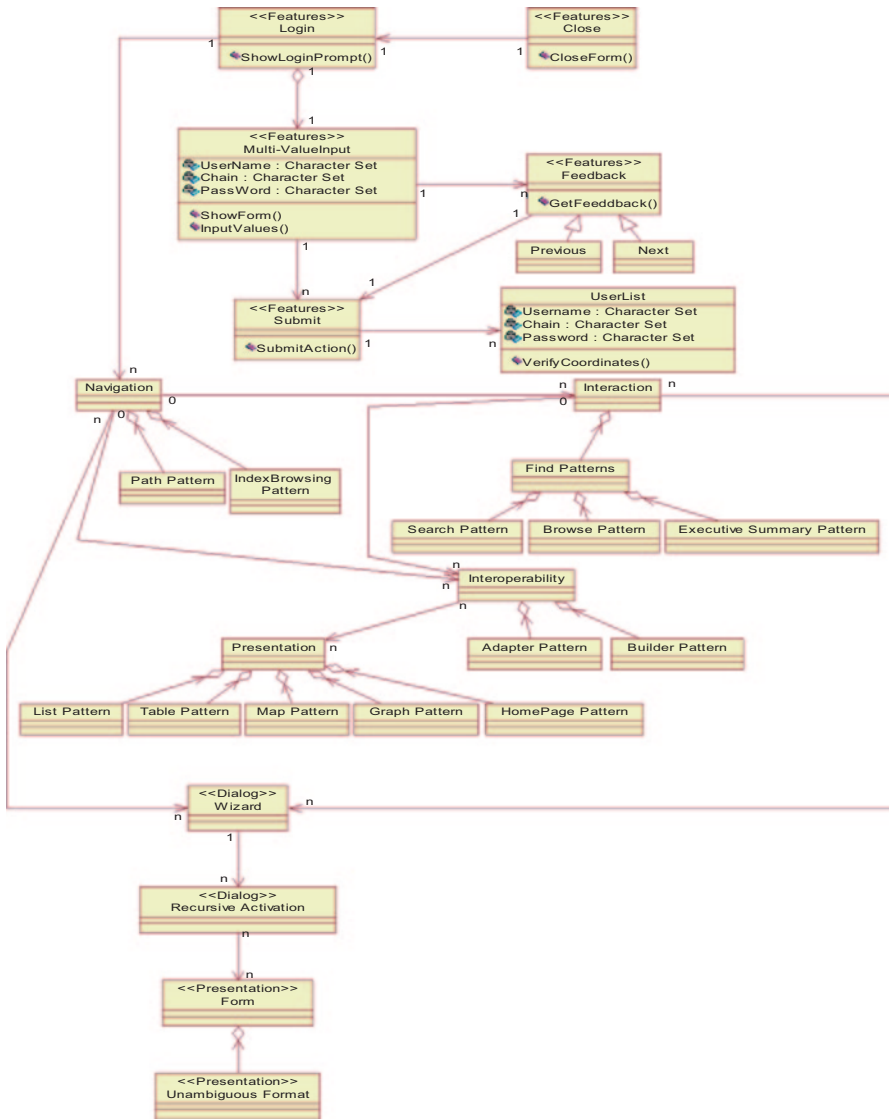 <<Features>>
Login
ShowLoginPrompt()
<<Features>>
Close
CloseForm()
1
1
1
1
1
<<Features>>
Multi-ValueInput
UserName : Character Set
Chain : Character Set
PassWord : Character Set
ShowForm()
InputValues()
1
n
<<Features>>
Feedback
GetFeeddback()
1
1
Previous
Next
1
n
<<Features>>
Submit
SubmitAction()
1
n
UserList
Username : Character Set
Chain : Character Set
Password : Character Set
VerifyCoordinates()
n
Navigation
0
n
0
n
Interaction
n
0
Path Pattern
IndexBrowsing
Pattern
Find Patterns
Search Pattern
Browse Pattern
Executive Summary Pattern
n
n
Interoperability
n
n
Presentation
Adapter Pattern
Builder Pattern
List Pattern
Table Pattern
Map Pattern
Graph Pattern
HomePage Pattern
<<Dialog>>
Wizard
n
n
1
n
<<Dialog>>
Recursive Activation
n
n
<<Presentation>>
Form
<<Presentation>>
Unambiguous Format